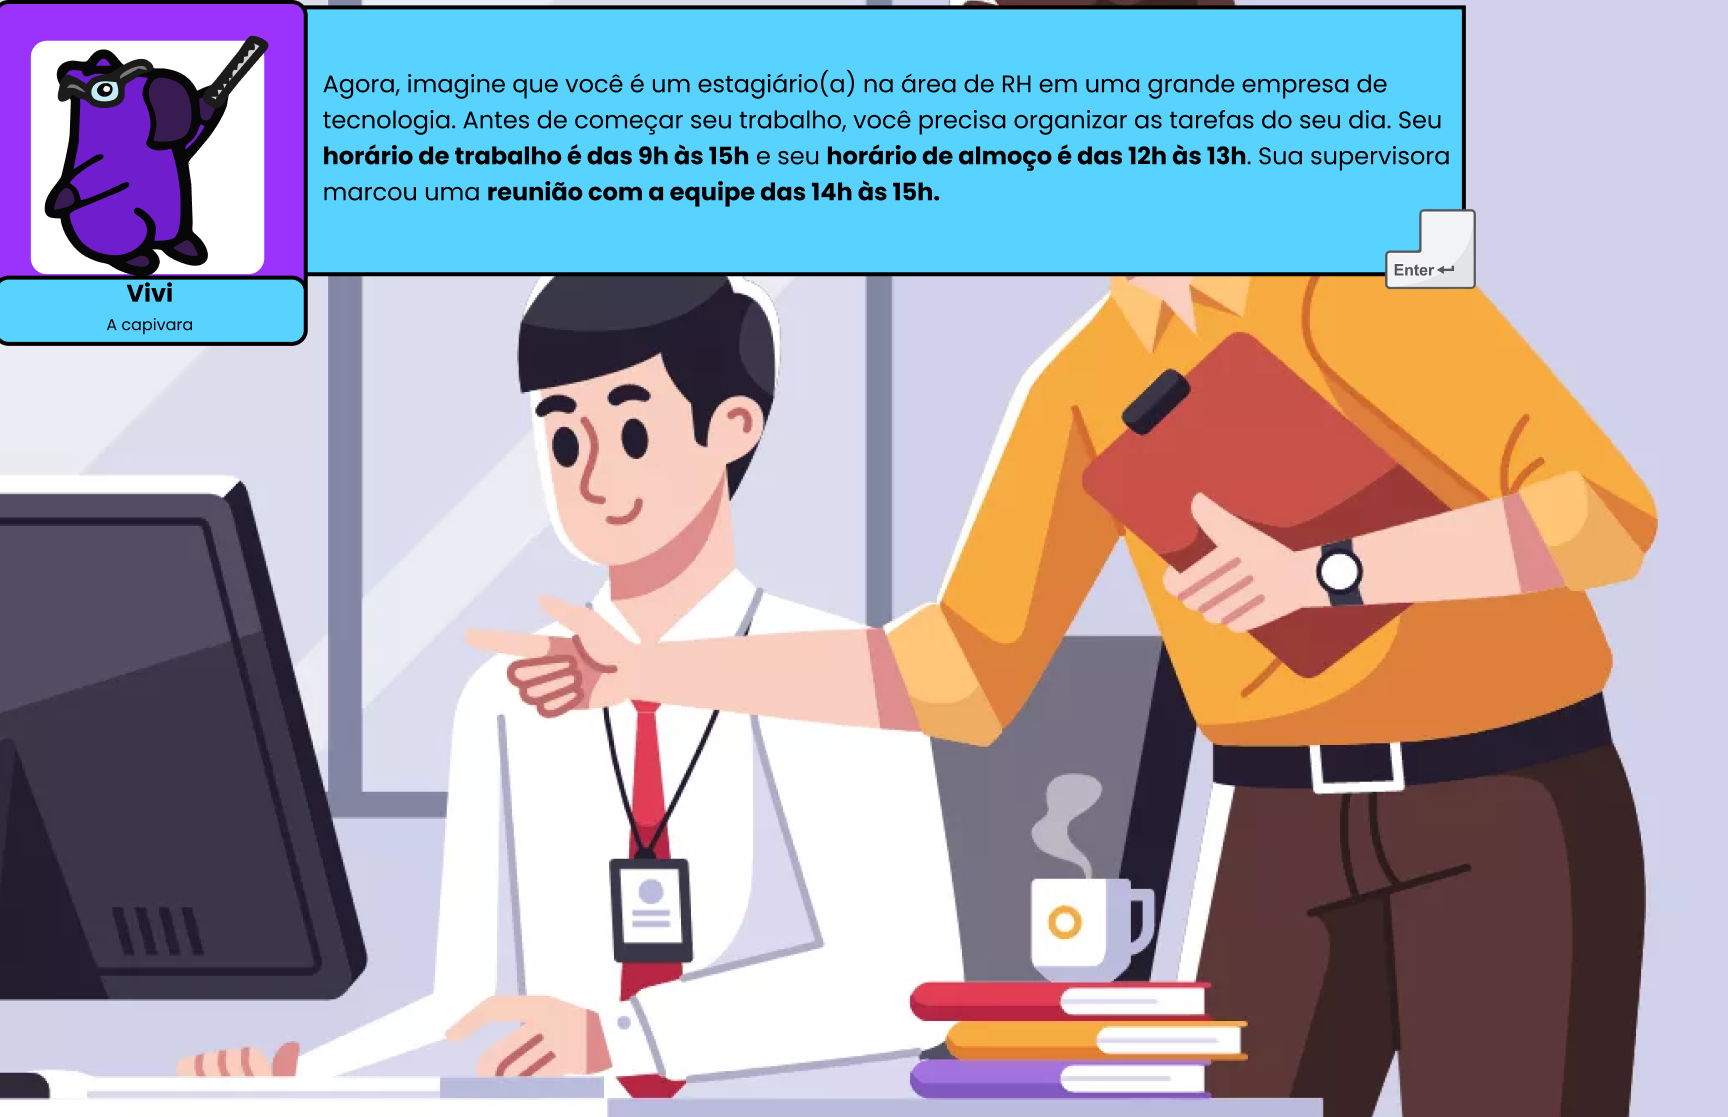 Agora, imagine que você é um estagiário(a) na área de RH em uma grande empresa de
tecnologia. Antes de começar seu trabalho, você precisa organizar as tarefas do seu dia. Seu
horário de trabalho é das 9h às 15h e seu horário de almoço é das 12h às 13h. Sua supervisora
marcou uma reunião com a equipe das 14h às 15h.
Enter
Vivi
A capivara